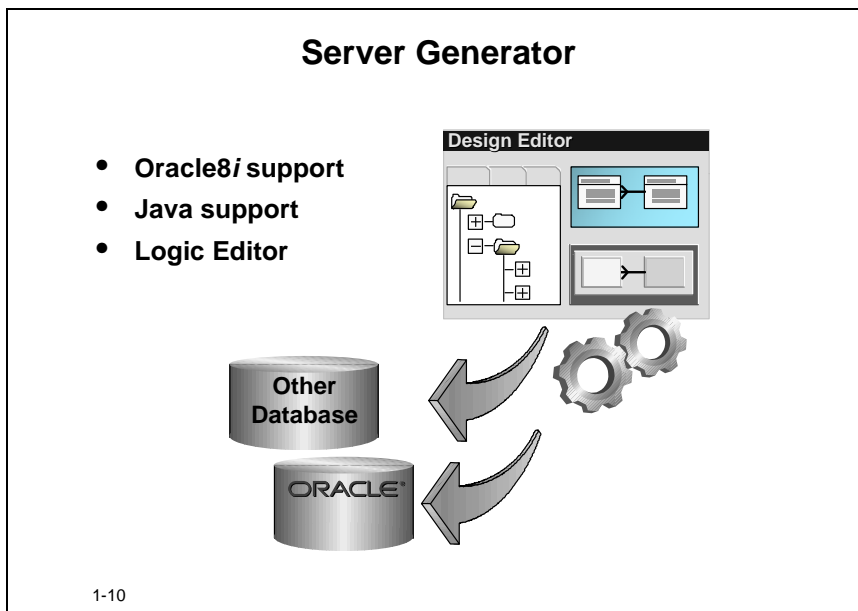 Server Generator
• Oracle8i support
• Java support
• Logic Editor
Design Editor
Other
Database
ORACLE
1-10